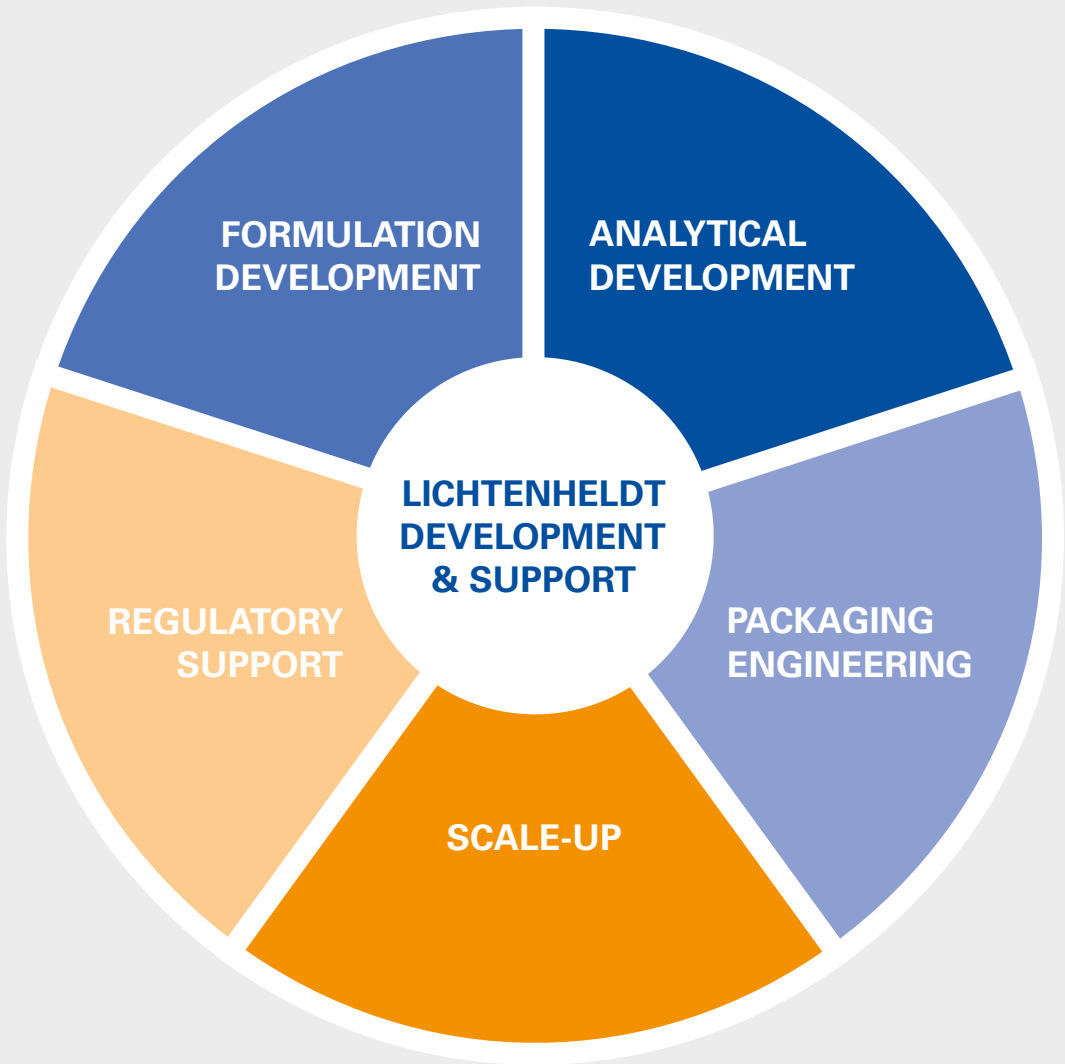 FORMULATION
DEVELOPMENT
ANALYTICAL
DEVELOPMENT
LICHTENHELDT
DEVELOPMENT
& SUPPORT
REGULATORY
SUPPORT
PACKAGING
ENGINEERING
SCALE-UP